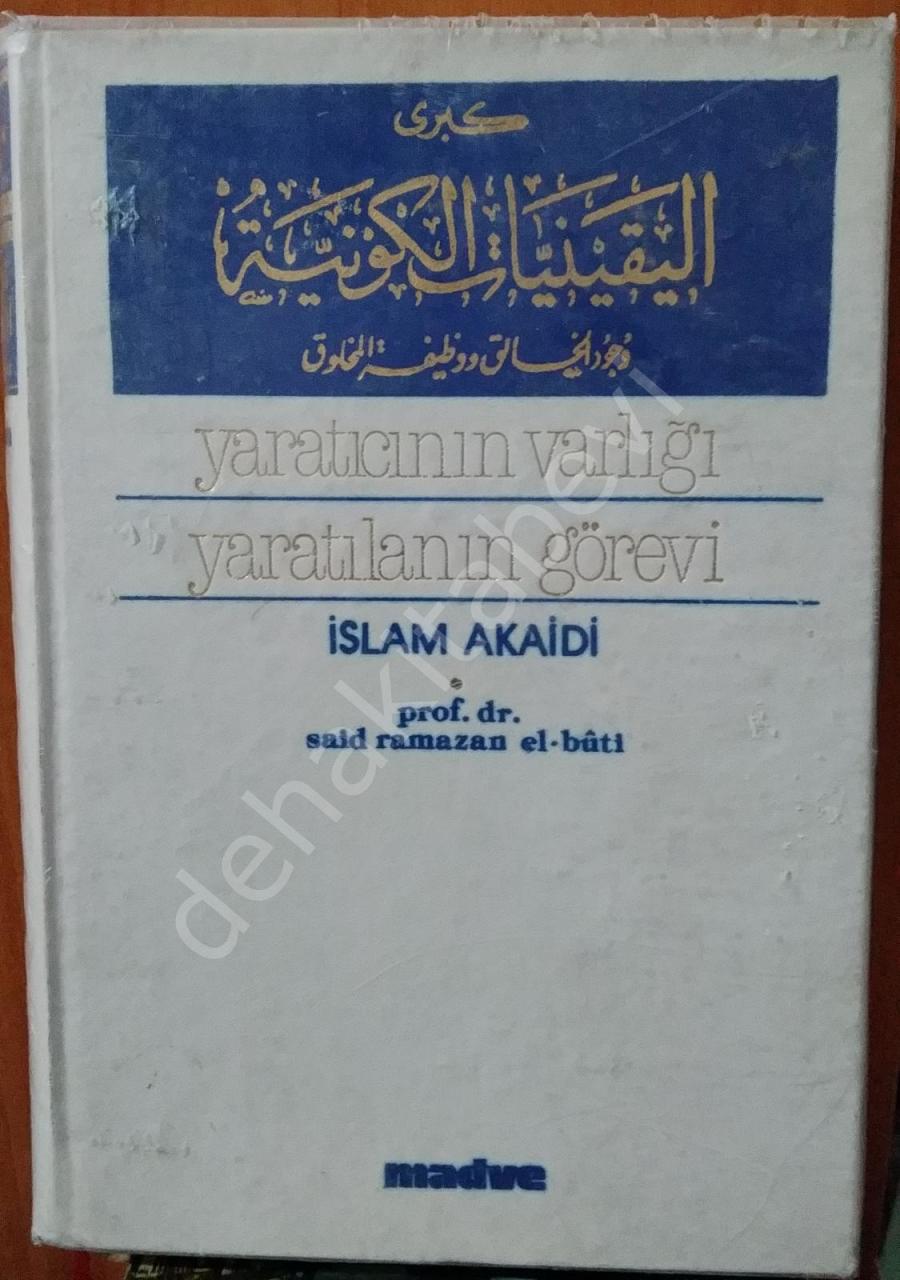 كبرى
اليقينيات الكونية
وجود الخالق ووظيفة المخلوق
yaratıcının varlığı
yaratılanın görevi
İSLAM AKAİDİ
prof. dr.
said ramazan el-bûti
madve
dehakitahevi